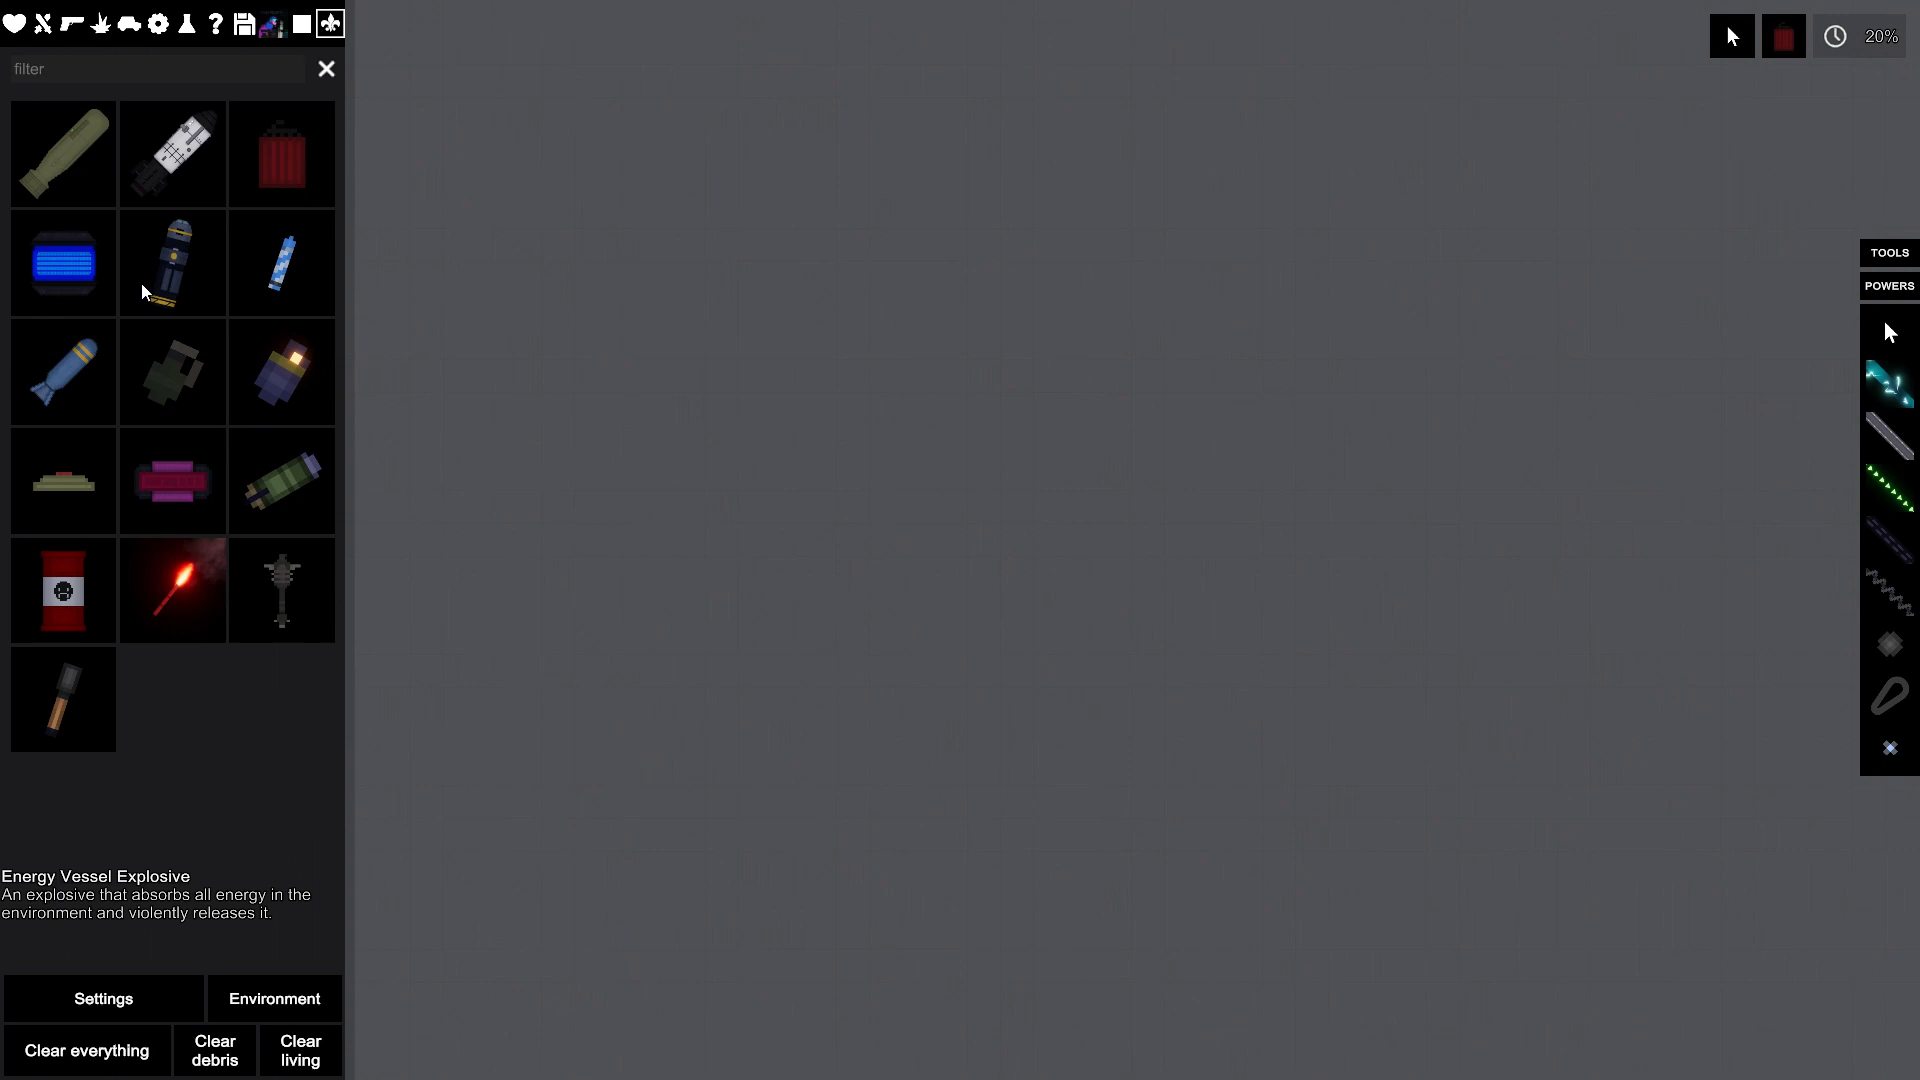 filter
20%
TOOLS
POWERS
Energy Vessel Explosive
An explosive that absorbs all energy in the
environment and violently releases it.
Settings
Environment
Clear everything
Clear
debris
Clear
living